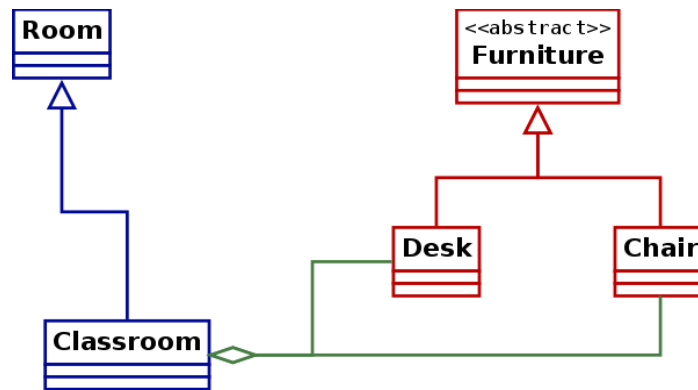 Room
<<abstract>>
Furniture
Desk
Chair
Classroom